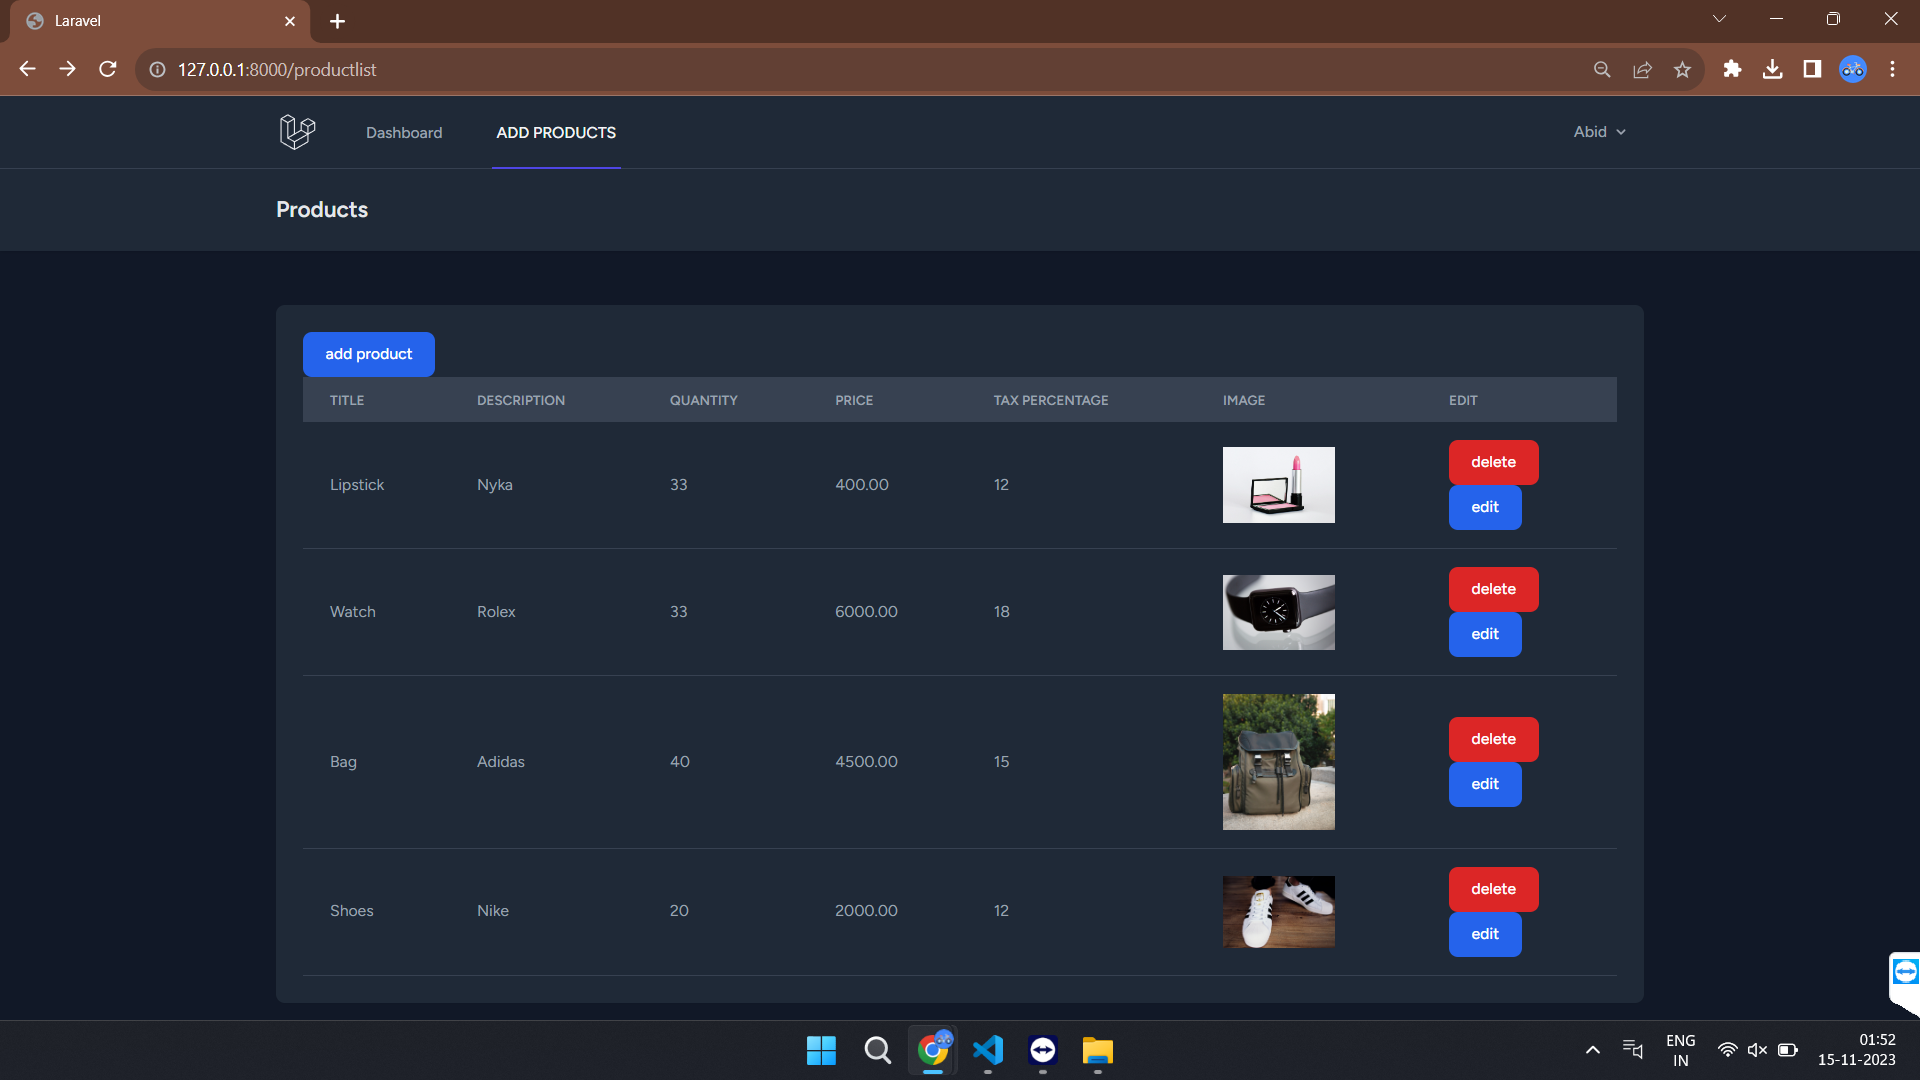 Laravel
127.0.0.1:8000/productlist
Dashboard ADD PRODUCTS Abid
Products
add product
TITLE DESCRIPTION QUANTITY PRICE TAX PERCENTAGE IMAGE EDIT
Lipstick Nyka 33 400.00 12 delete
edit
Watch Rolex 33 6000.00 18 delete
edit
Bag Adidas 40 4500.00 15 delete
edit
Shoes Nike 20 2000.00 12 delete
edit
ENG 01:52
IN 15-11-2023